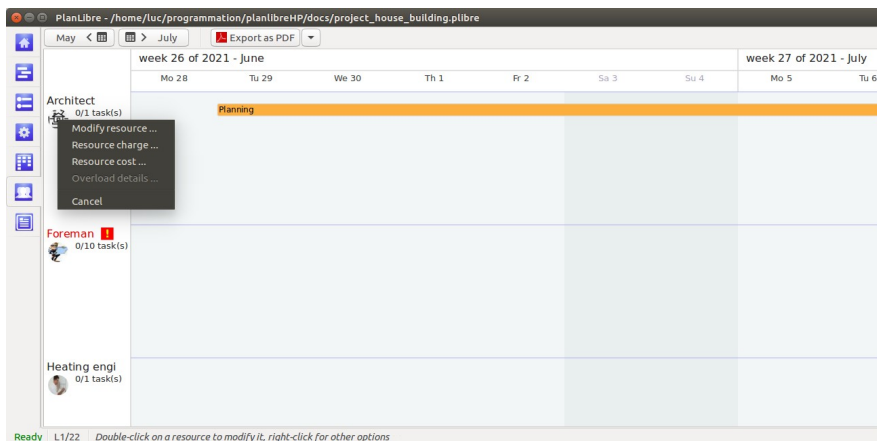 PlanLibre - /home/luc/programmation/planlibreHP/docs/project_house_building.plibre
May < > July Export as PDF
week 26 of 2021 - June week 27 of 2021 - July
Mo 28 Tu 29 We 30 Th 1 Fr 2 Sa 3 Su 4 Mo 5 Tu 6
Architect
0/1 task(s)
Planning
Modify resource ...
Resource charge ...
Resource cost ...
Overload details ...
Cancel
Foreman !
0/10 task(s)
Heating engi
0/1 task(s)
Ready L1/22 Double-click on a resource to modify it, right-click for other options